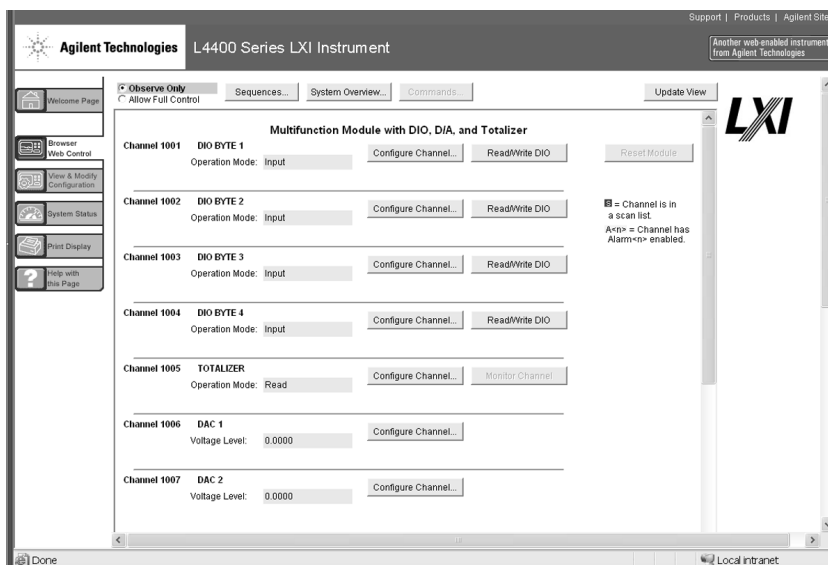 Support | Products | Agilent Site
Agilent Technologies
L4400 Series LXI Instrument
Another web-enabled instrument
from Agilent Technologies
Welcome Page
Browser
Web Control
View & Modify
Configuration
System Status
Print Display
Help with
this Page
Observe Only
Allow Full Control
Sequences...
System Overview...
Commands...
Update View
LXI
Multifunction Module with DIO, D/A, and Totalizer
Channel 1001 DIO BYTE 1
Operation Mode: Input
Configure Channel... Read/Write DIO
Reset Module
Channel 1002 DIO BYTE 2
Operation Mode: Input
Configure Channel... Read/Write DIO
S = Channel is in
a scan list.
A<n> = Channel has
Alarm<n> enabled.
Channel 1003 DIO BYTE 3
Operation Mode: Input
Configure Channel... Read/Write DIO
Channel 1004 DIO BYTE 4
Operation Mode: Input
Configure Channel... Read/Write DIO
Channel 1005 TOTALIZER
Operation Mode: Read
Configure Channel... Monitor Channel
Channel 1006 DAC 1
Voltage Level: 0.0000
Configure Channel...
Channel 1007 DAC 2
Voltage Level: 0.0000
Configure Channel...
Done
Local intranet